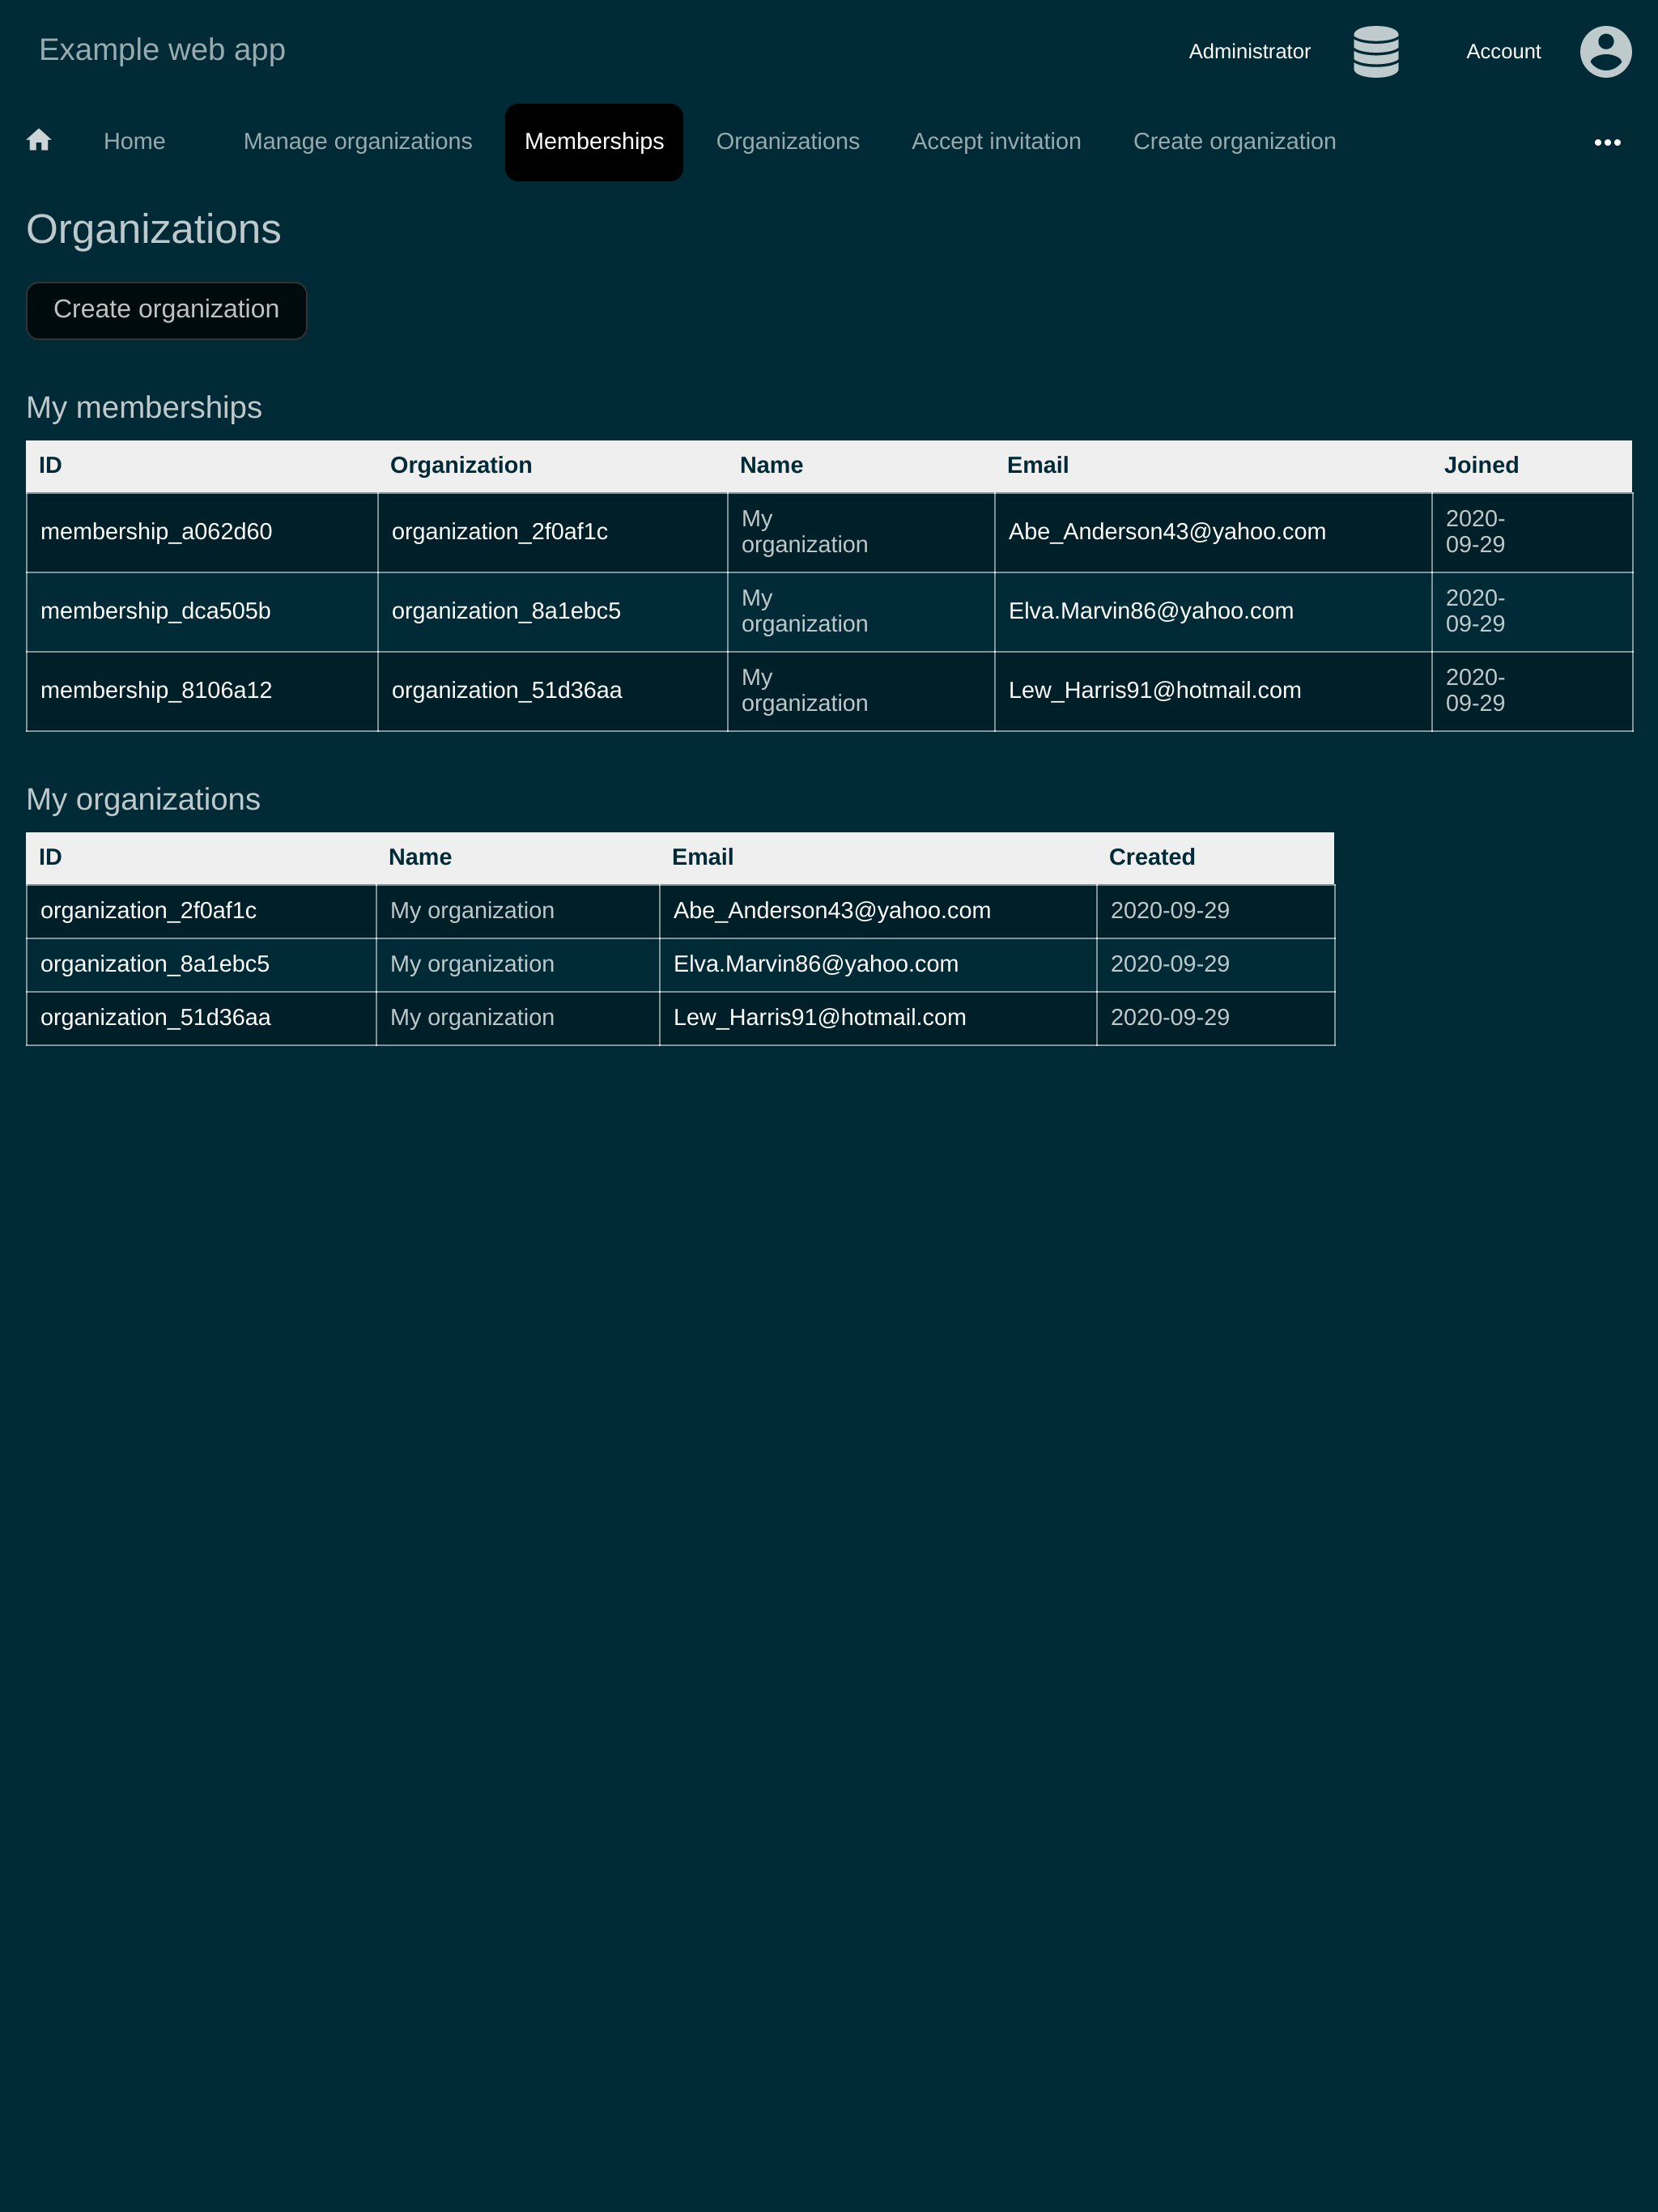 Example web app
Administrator
Account
Home
Manage organizations
Memberships
Organizations
Accept invitation
Create organization
Organizations
Create organization
My memberships
ID Organization Name Email Joined
membership_a062d60 organization_2f0af1c My organization Abe_Anderson43@yahoo.com 2020-09-29
membership_dca505b organization_8a1ebc5 My organization Elva.Marvin86@yahoo.com 2020-09-29
membership_8106a12 organization_51d36aa My organization Lew_Harris91@hotmail.com 2020-09-29
My organizations
ID Name Email Created
organization_2f0af1c My organization Abe_Anderson43@yahoo.com 2020-09-29
organization_8a1ebc5 My organization Elva.Marvin86@yahoo.com 2020-09-29
organization_51d36aa My organization Lew_Harris91@hotmail.com 2020-09-29